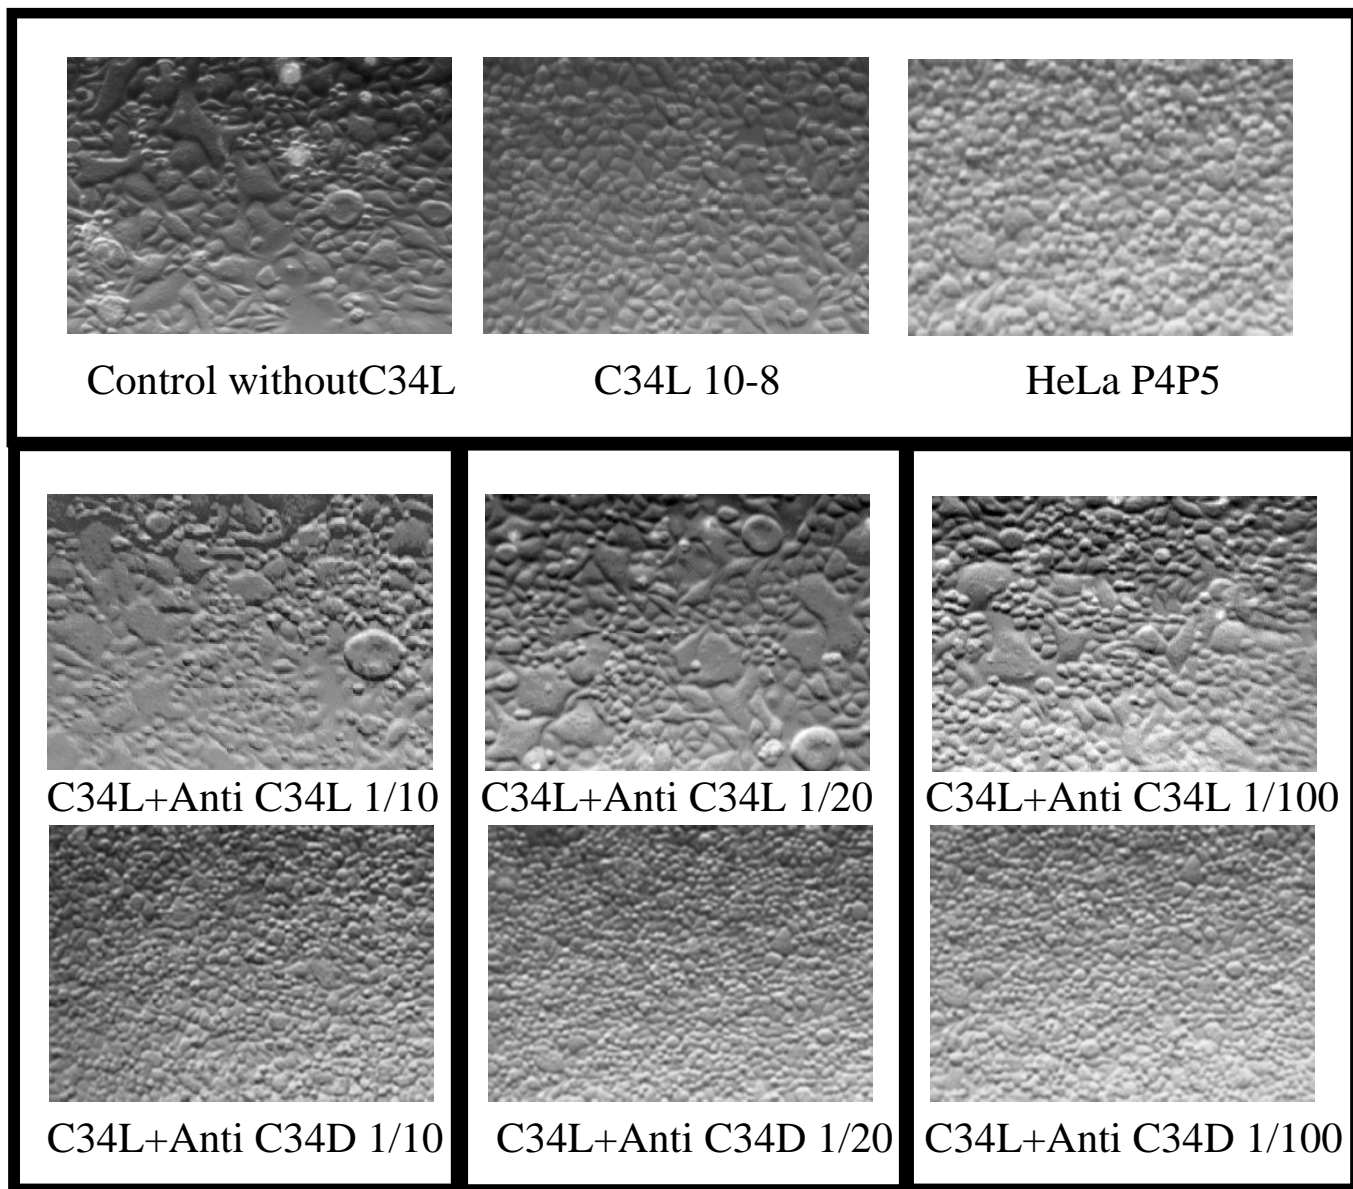 Control withoutC34L
C34L 10-8
HeLa P4P5
C34L+Anti C34L 1/10
C34L+Anti C34L 1/20
C34L+Anti C34L 1/100
C34L+Anti C34D 1/10
C34L+Anti C34D 1/20
C34L+Anti C34D 1/100